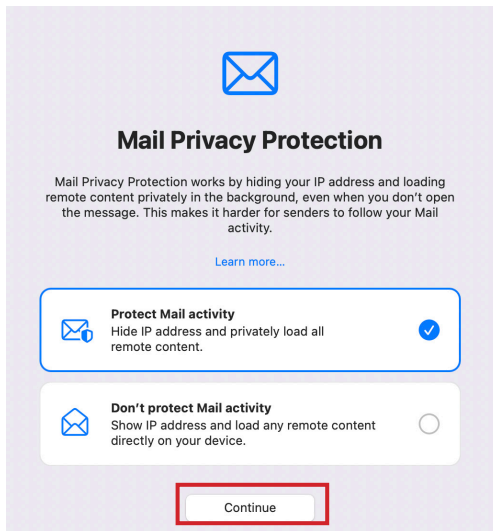 Mail Privacy Protection
Mail Privacy Protection works by hiding your IP address and loading
remote content privately in the background, even when you don’t open
the message. This makes it harder for senders to follow your Mail
activity.
Learn more...
Protect Mail activity
Hide IP address and privately load all
remote content.
Don’t protect Mail activity
Show IP address and load any remote content
directly on your device.
Continue